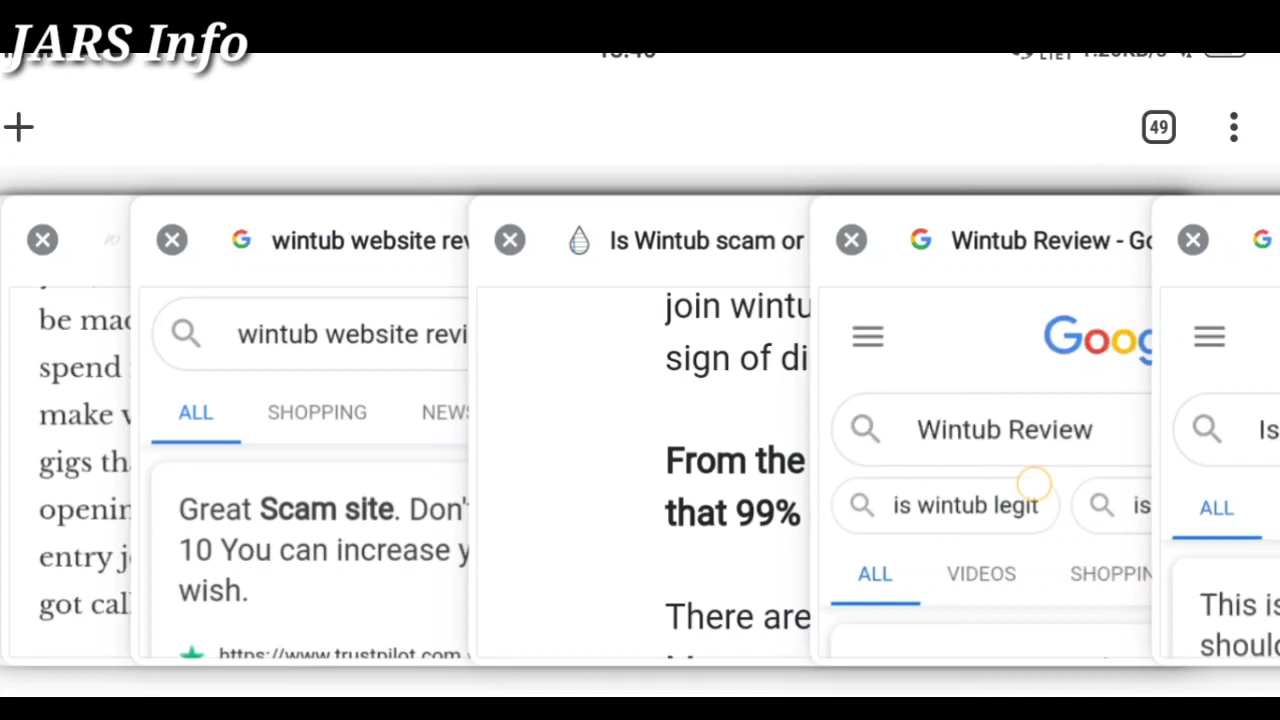 JARS Info
49
wintub website rev
Is Wintub scam or
Wintub Review - Go
be mad
spend
make
gigs th
openin
entry j
got cal
wintub website revi
ALL
SHOPPING
NEWS
Great Scam site. Don'
10 You can increase y
wish.
https://www.trustpilot.com
join wintu
sign of di
From the
that 99%
There are
Goog
Wintub Review
is wintub legit
is
ALL
VIDEOS
SHOPPIN
Is
ALL
This is
should